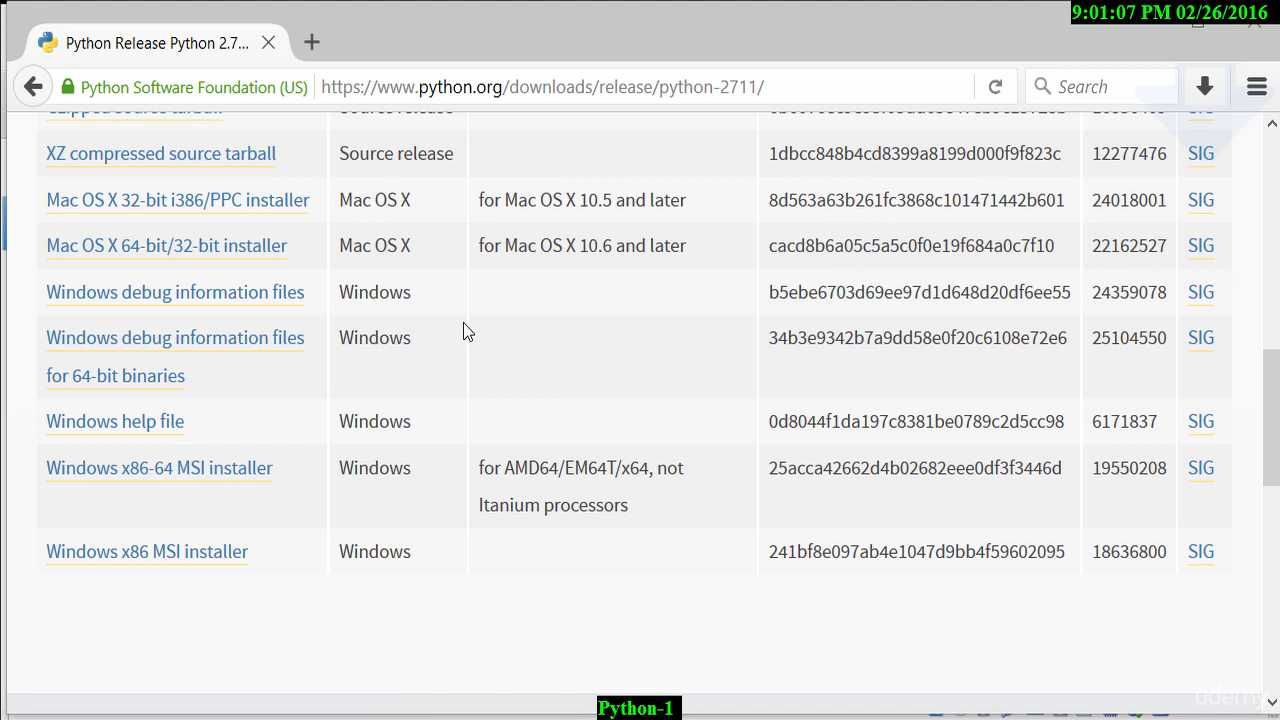 9:01:07 PM 02/26/2016
Python Release Python 2.7...
Python Software Foundation (US) https://www.python.org/downloads/release/python-2711/ Search
XZ compressed source tarball Source release 1dbcc848b4cd8399a8199d000f9f823c 12277476 SIG
Mac OS X 32-bit i386/PPC installer Mac OS X for Mac OS X 10.5 and later 8d563a63b261fc3868c101471442b601 24018001 SIG
Mac OS X 64-bit/32-bit installer Mac OS X for Mac OS X 10.6 and later cacd8b6a05c5a5c0f0e19f684a0c7f10 22162527 SIG
Windows debug information files Windows b5ebe6703d69ee97d1d648d20df6ee55 24359078 SIG
Windows debug information files Windows 34b3e9342b7a9dd58e0f20c6108e72e6 25104550 SIG
for 64-bit binaries
Windows help file Windows 0d8044f1da197c8381be0789c2d5cc98 6171837 SIG
Windows x86-64 MSI installer Windows for AMD64/EM64T/x64, not 25acca42662d4b02682eee0df3f3446d 19550208 SIG
Itanium processors
Windows x86 MSI installer Windows 241bf8e097ab4e1047d9bb4f59602095 18636800 SIG
udemy
Python-1